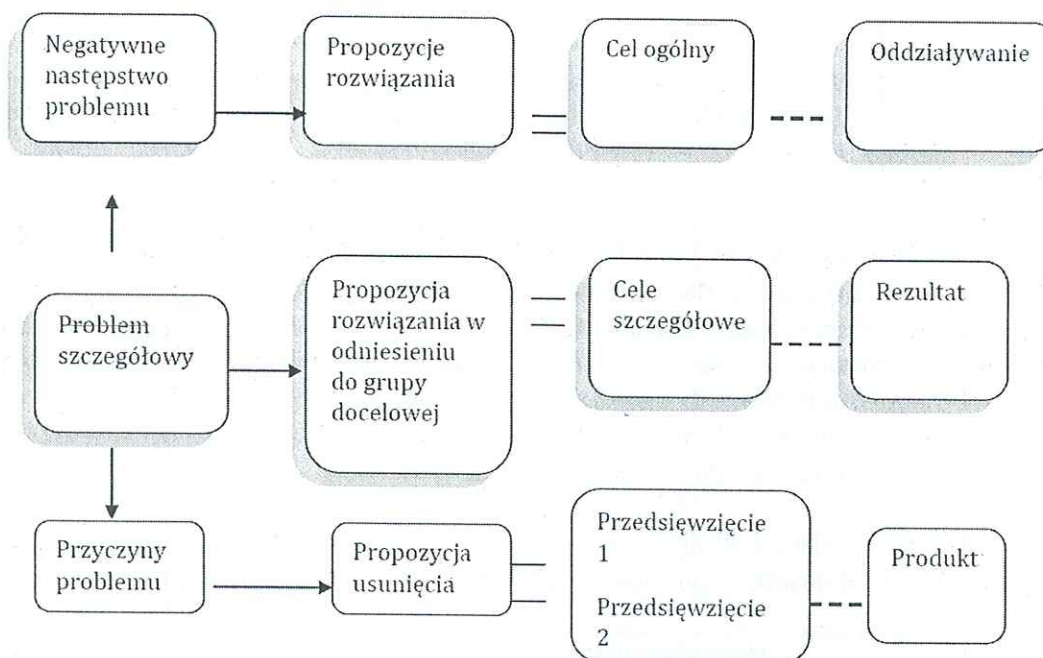 Negatywne
następstwo
problemu
Propozycje
rozwiązania
Cel ogólny
Oddziaływanie
Problem
szczegółowy
Propozycja
rozwiązania w
odniesieniu
do grupy
docelowej
Cele
szczegółowe
Rezultat
Przyczyny
problemu
Propozycja
usunięcia
Przedsięwzięcie
1
Przedsięwzięcie
2
Produkt